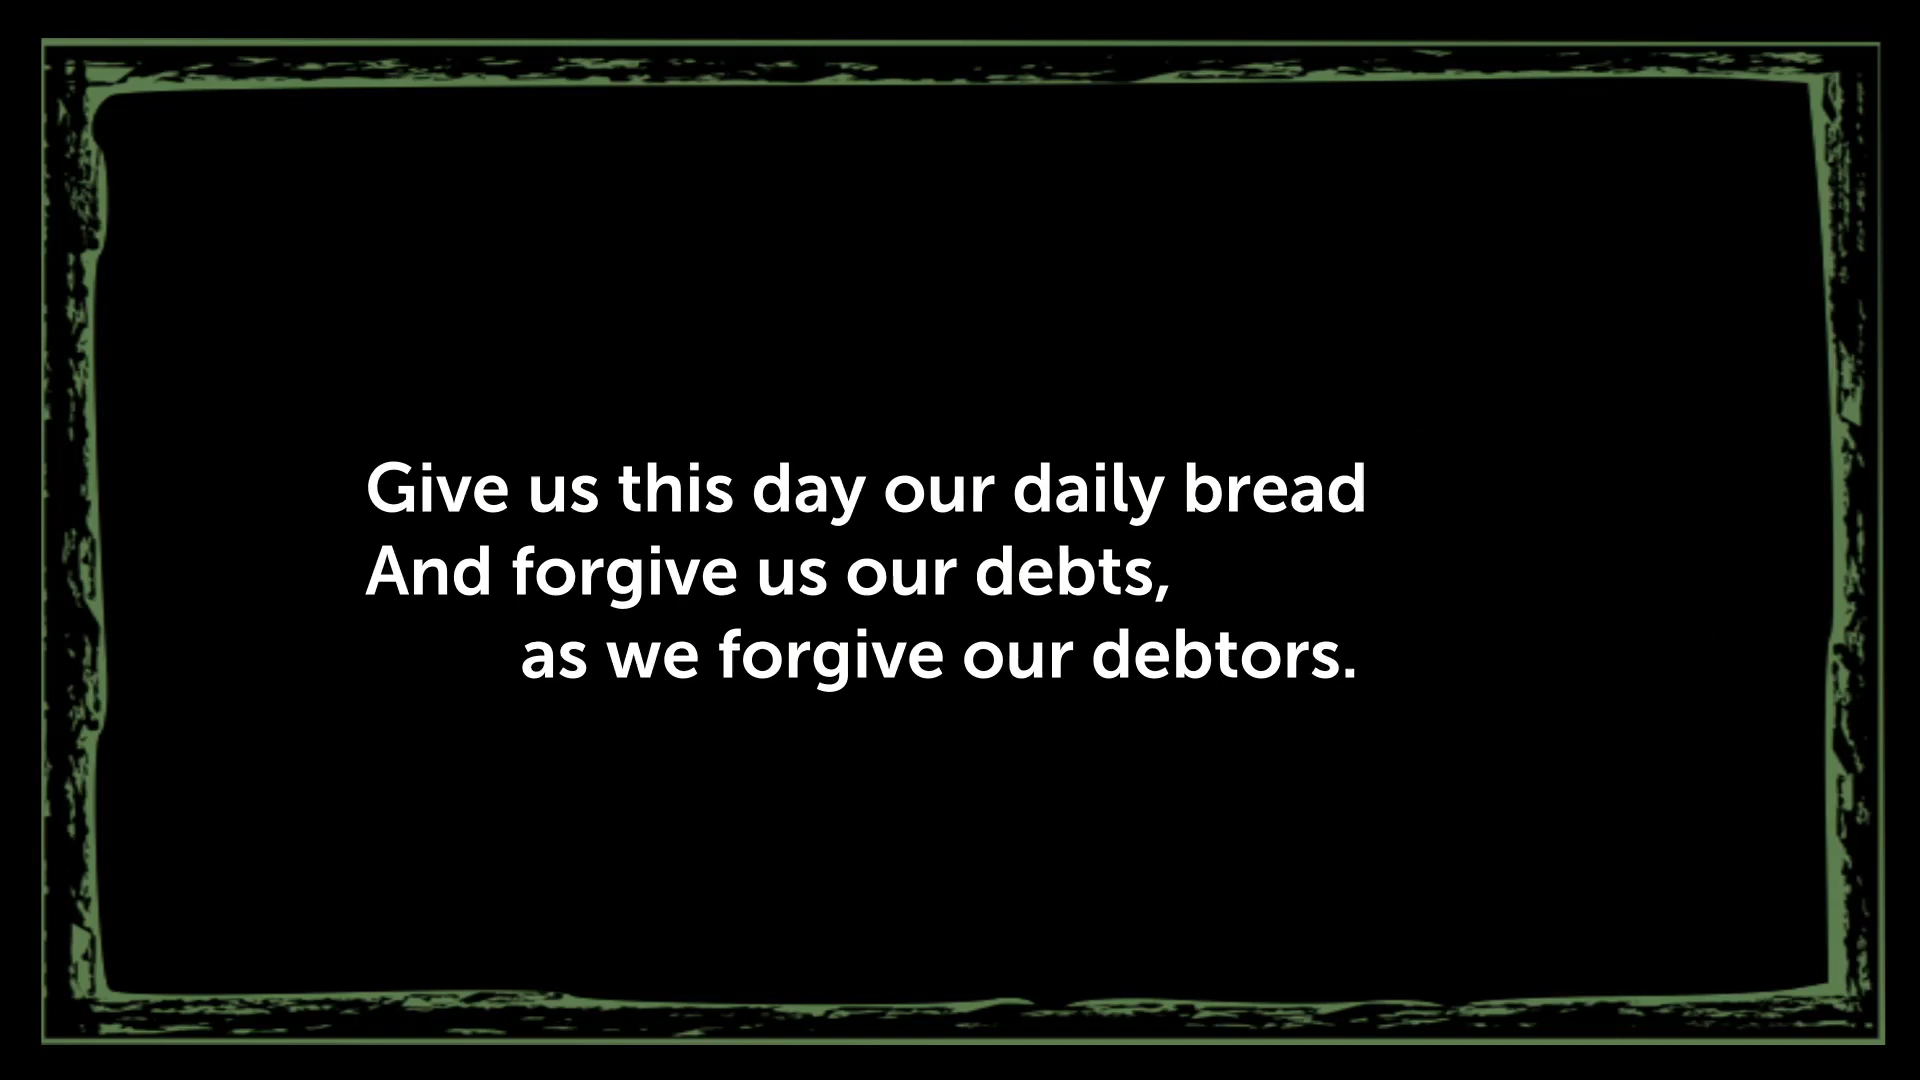 Give us this day our daily bread
And forgive us our debts,
as we forgive our debtors.